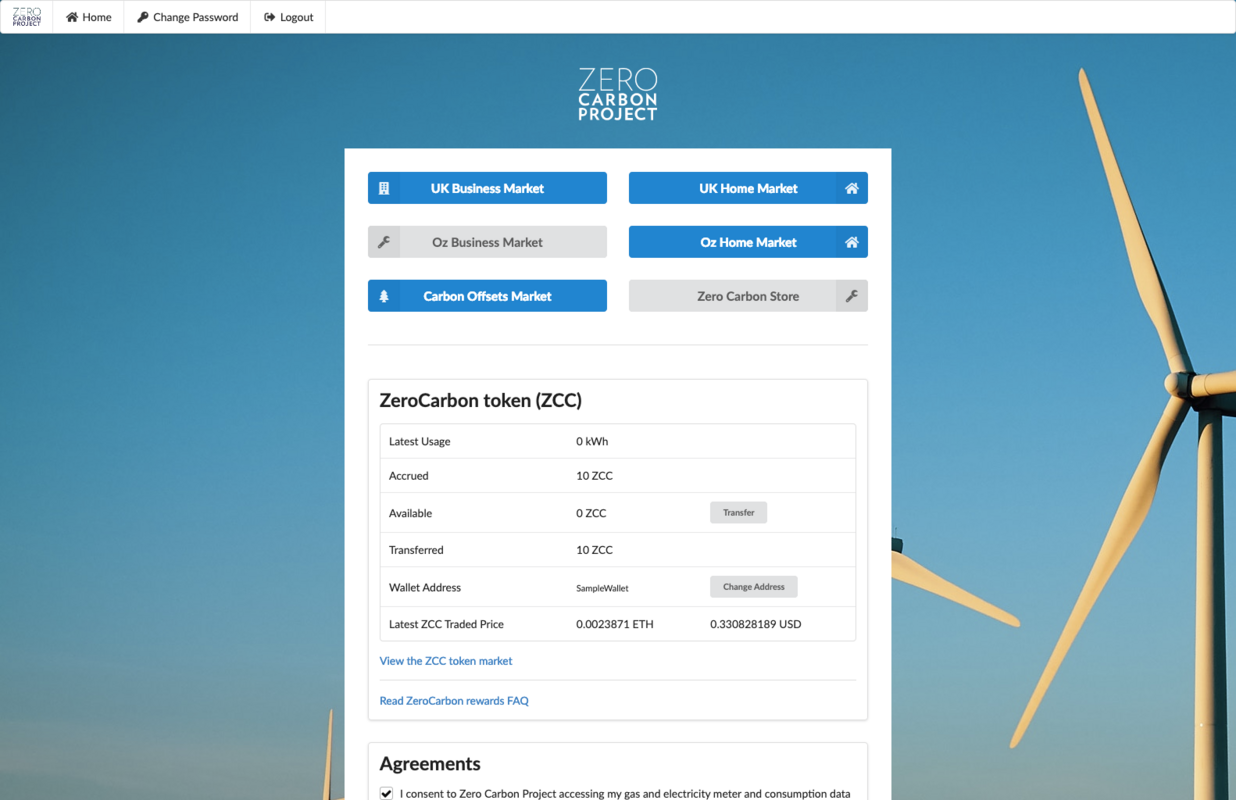 ZERO
CARBON
PROJECT
Home
Change Password
Logout
ZERO
CARBON
PROJECT
UK Business Market
UK Home Market
Oz Business Market
Oz Home Market
Carbon Offsets Market
Zero Carbon Store
ZeroCarbon token (ZCC)
Latest Usage 0 kWh
Accrued 10 ZCC
Available 0 ZCC Transfer
Transferred 10 ZCC
Wallet Address SampleWallet Change Address
Latest ZCC Traded Price 0.0023871 ETH 0.330828189 USD
View the ZCC token market
Read ZeroCarbon rewards FAQ
Agreements
I consent to Zero Carbon Project accessing my gas and electricity meter and consumption data